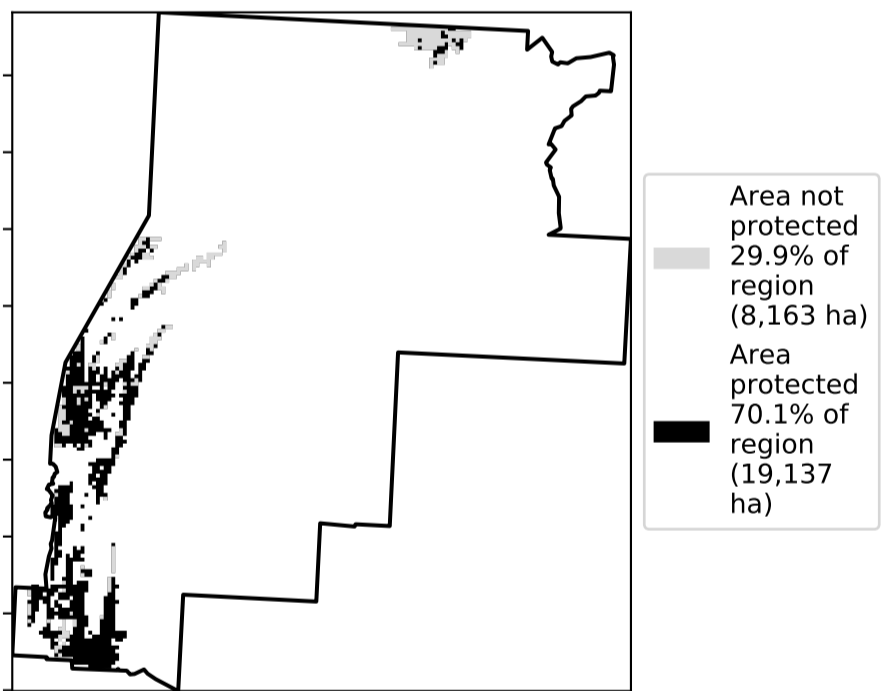 Area not
protected
29.9% of
region
(8,163 ha)
Area
protected
70.1% of
region
(19,137
ha)